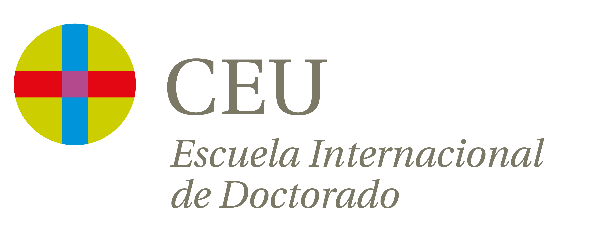 CEU
Escuela Internacional
de Doctorado